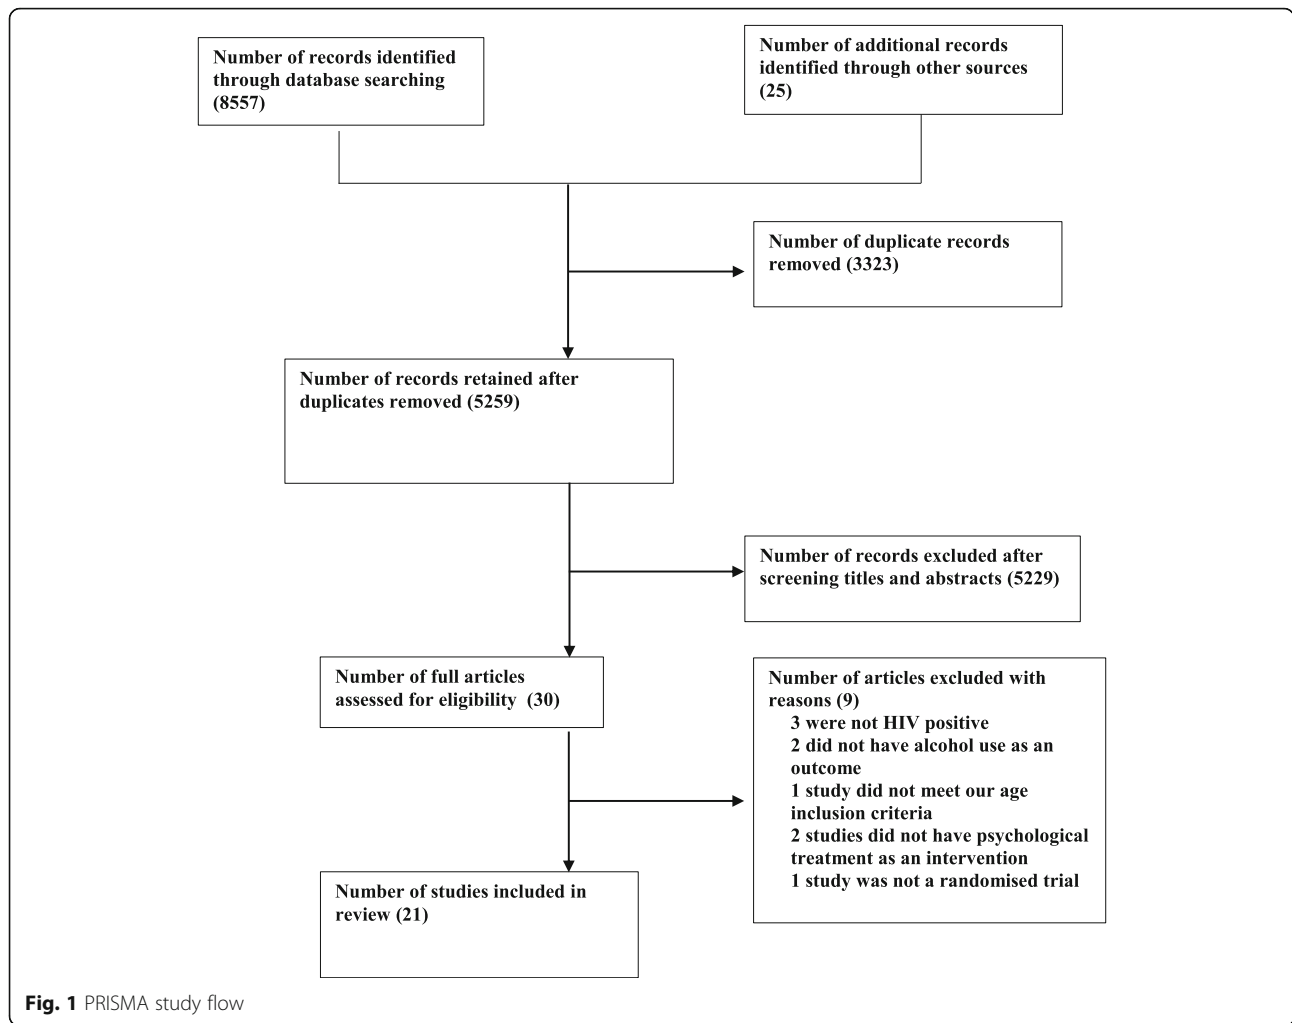 Number of records identified
through database searching
(8557)
Number of additional records
identified through other sources
(25)
Number of duplicate records
removed (3323)
Number of records retained after
duplicates removed (5259)
Number of records excluded after
screening titles and abstracts (5229)
Number of full articles
assessed for eligibility (30)
Number of articles excluded with
reasons (9)
3 were not HIV positive
2 did not have alcohol use as an
outcome
1 study did not meet our age
inclusion criteria
2 studies did not have psychological
treatment as an intervention
1 study was not a randomised trial
Number of studies included in
review (21)
Fig. 1 PRISMA study flow